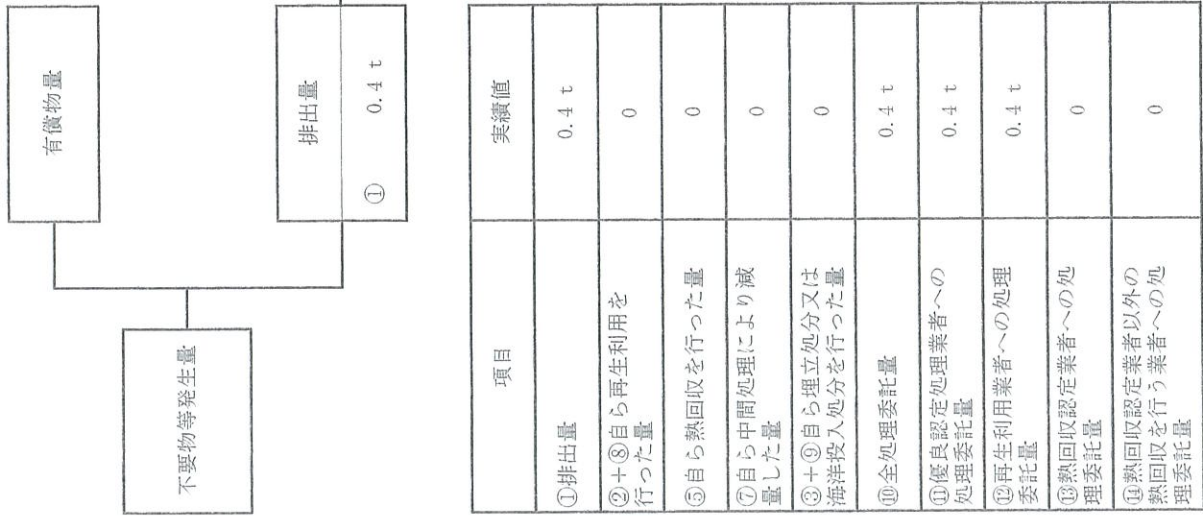 不要物等発生量
有償物量
排出量
① 0.4 t
項目 実績値
①排出量 0.4 t
②+⑧自ら再生利用を
行った量 0
⑤自ら熱回収を行った量 0
⑦自ら中間処理により減
量した量 0
③+⑨自ら埋立処分又は
海洋投入処分を行った量 0
⑩全処理委託量 0.4 t
⑪優良認定処理業者への
処理委託量 0.4 t
⑫再生利用業者への処理
委託量 0.4 t
⑬熱回収認定業者への処
理委託量 0
⑭熱回収認定業者以外の
熱回収を行う業者への処
理委託量 0